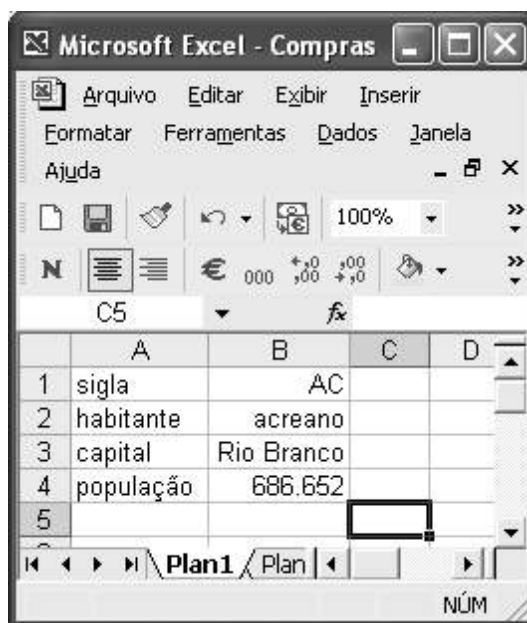 Microsoft Excel - Compras
Arquivo Editar Exibir Inserir
Formatar Ferramentas Dados Janela
Ajuda
100%
N € 000 ,00 ,00
C5 fx
A B C D
1 sigla AC
2 habitante acreano
3 capital Rio Branco
4 população 686.652
5
Plan1 Plan
NÚM